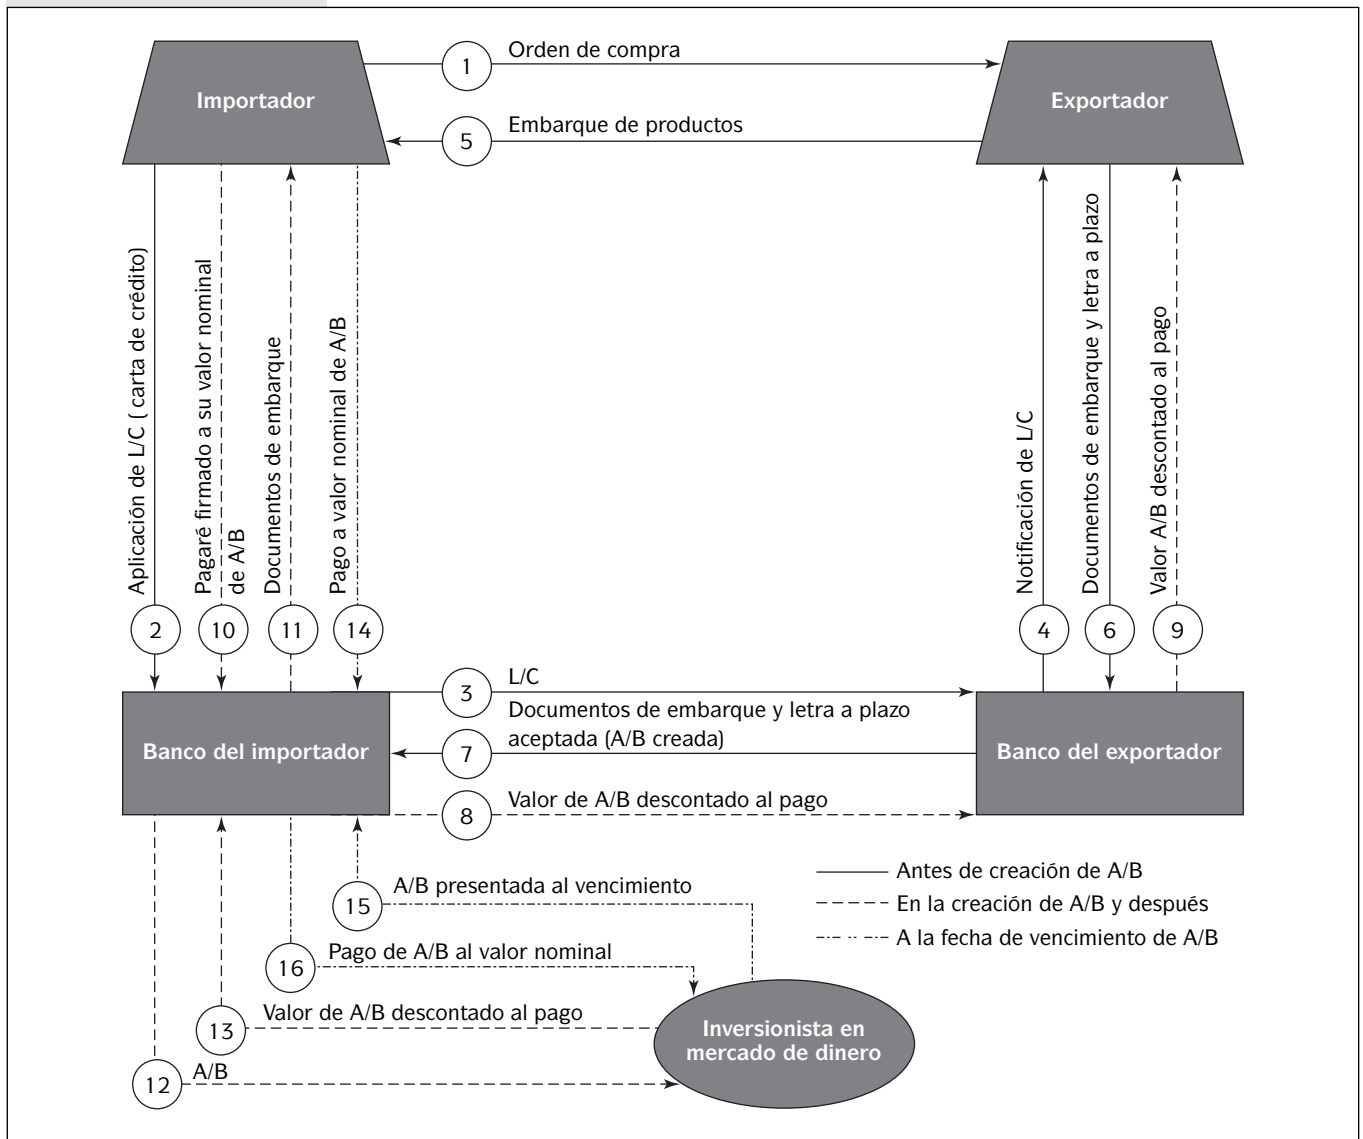 Orden de compra
1
Importador
Exportador
Embarque de productos
5
Aplicación de L/C ( carta de crédito)
Pagaré firmado a su valor nominal
de A/B
Documentos de embarque
Pago a valor nominal de A/B
Notificación de L/C
Documentos de embarque y letra a plazo
Valor A/B descontado al pago
2
10
11
14
4
6
9
L/C
3
Documentos de embarque y letra a plazo
aceptada (A/B creada)
7
Banco del importador
Banco del exportador
Valor de A/B descontado al pago
8
Antes de creación de A/B
En la creación de A/B y después
A la fecha de vencimiento de A/B
A/B presentada al vencimiento
15
Pago de A/B al valor nominal
16
Valor de A/B descontado al pago
13
Inversionista en
mercado de dinero
A/B
12